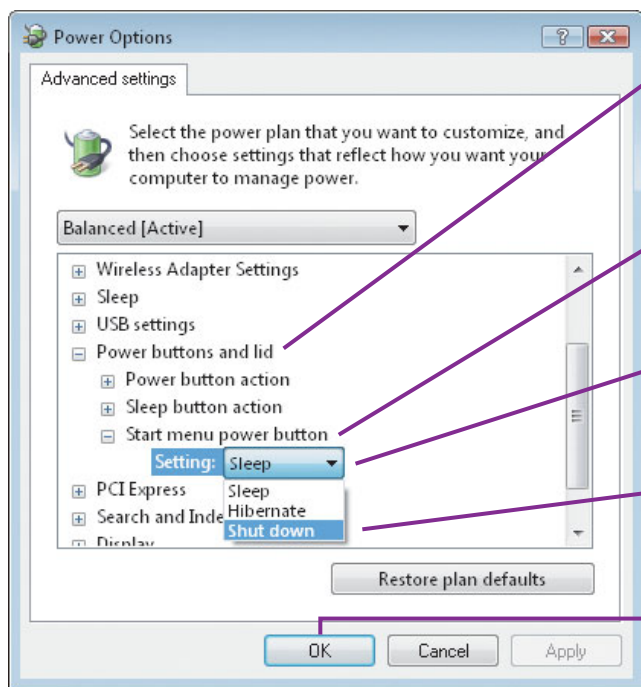 Power Options
Advanced settings
Select the power plan that you want to customize, and
then choose settings that reflect how you want your
computer to manage power.
Balanced [Active]
Wireless Adapter Settings
Sleep
USB settings
Power buttons and lid
Power button action
Sleep button action
Start menu power button
Setting: Sleep
PCI Express
Sleep
Hibernate
Search and Inde
Shut down
Display
Restore plan defaults
OK Cancel Apply